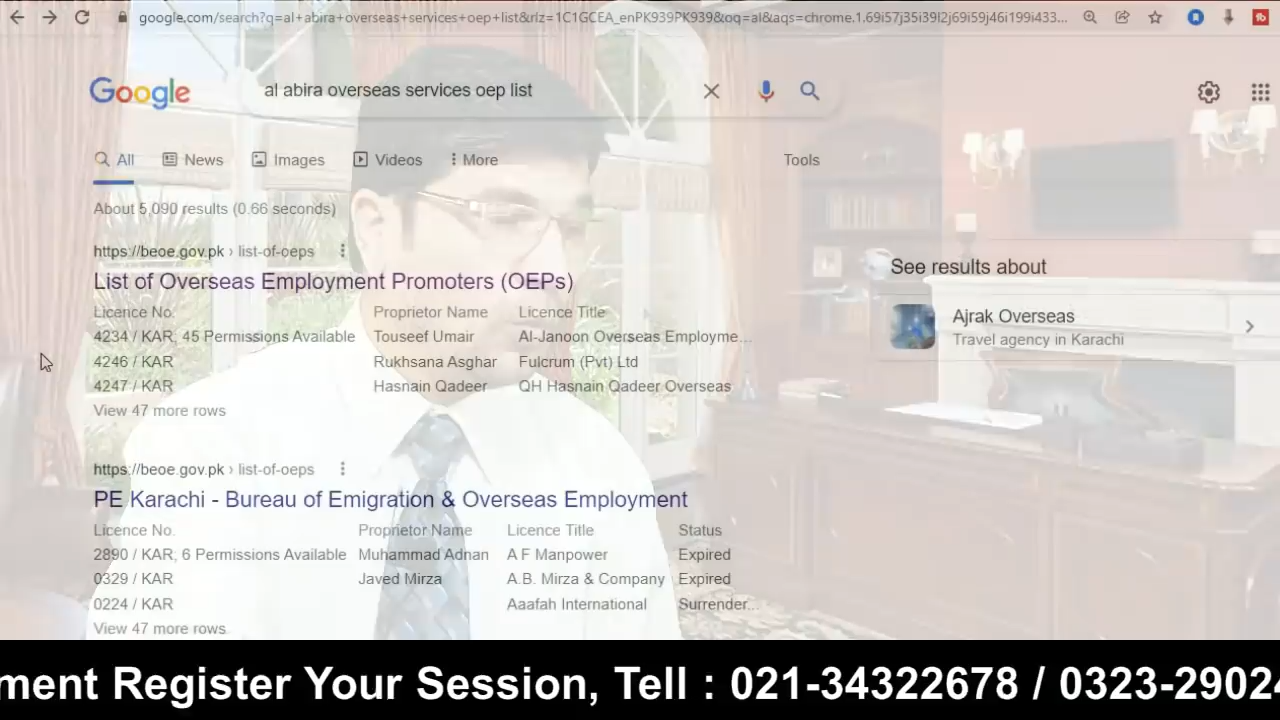 google.com/search?q=al+abira+overseas+services+oep+list&rlz=1C1GCEA_enPK939PK939&oq=al&aqs=chrome.1.69i57j35i39l2j69i59j46i199i433...
Google
al abira overseas services oep list
All News Images Videos More Tools
About 5,090 results (0.66 seconds)
https://beoe.gov.pk › list-of-oeps
List of Overseas Employment Promoters (OEPs)
Licence No. Proprietor Name Licence Title
4234 / KAR, 45 Permissions Available Touseef Umair Al-Janoon Overseas Employme...
4246 / KAR Rukhsana Asghar Fulcrum (Pvt) Ltd
4247 / KAR Hasnain Qadeer QH Hasnain Qadeer Overseas
View 47 more rows
See results about
Ajrak Overseas
Travel agency in Karachi
https://beoe.gov.pk › list-of-oeps
PE Karachi - Bureau of Emigration & Overseas Employment
Licence No. Proprietor Name Licence Title Status
2890 / KAR, 6 Permissions Available Muhammad Adnan A F Manpower Expired
0329 / KAR Javed Mirza A.B. Mirza & Company Expired
0224 / KAR Aaafah International Surrender...
View 47 more rows
ment Register Your Session, Tell : 021-34322678 / 0323-2902